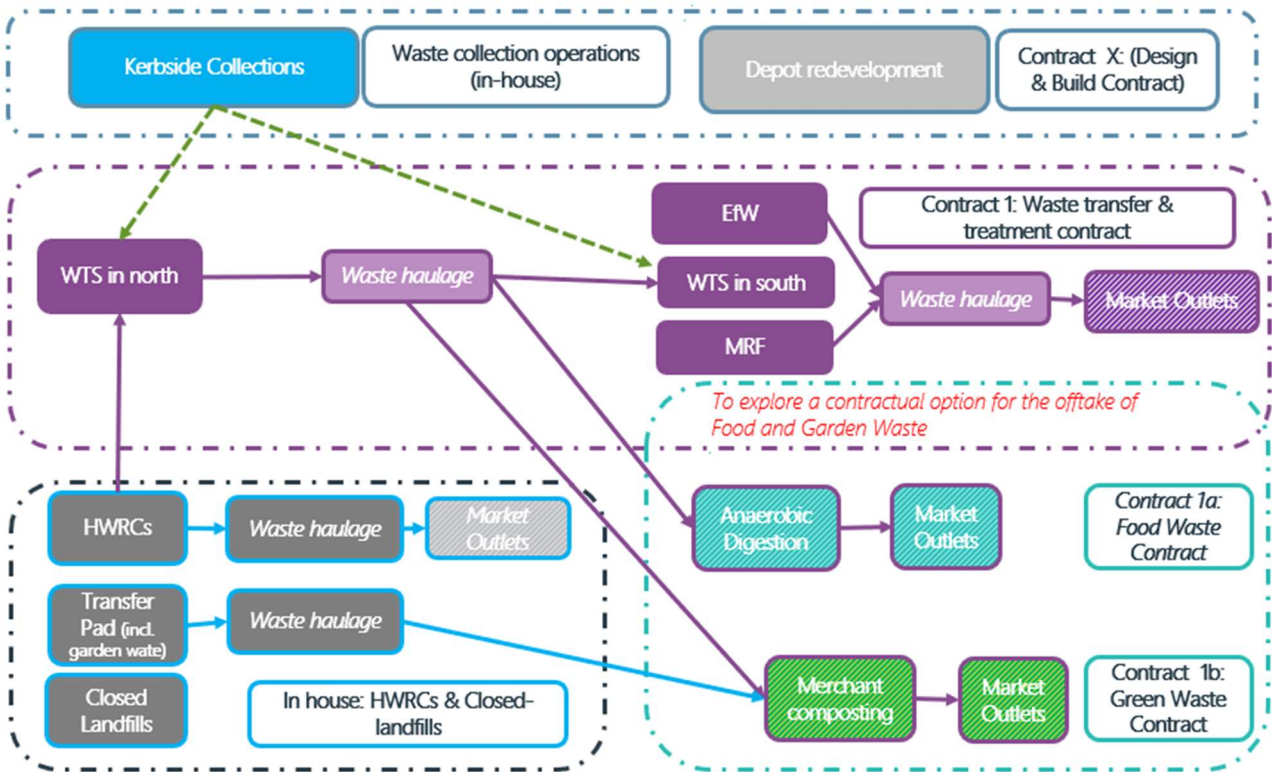 Kerbside Collections
Waste collection operations
(in-house)
Depot redevelopment
Contract X: (Design
& Build Contract)
EfW
Contract 1: Waste transfer &
treatment contract
WTS in north
Waste haulage
WTS in south
Waste haulage
Market Outlets
MRF
To explore a contractual option for the offtake of
Food and Garden Waste
HWRCs
Waste haulage
Market
Outlets
Anaerobic
Digestion
Market
Outlets
Contract 1a:
Food Waste
Contract
Transfer
Pad (incl.
garden wate)
Waste haulage
Closed
Landfills
In house: HWRCs & Closed-
landfills
Merchant
composting
Market
Outlets
Contract 1b:
Green Waste
Contract